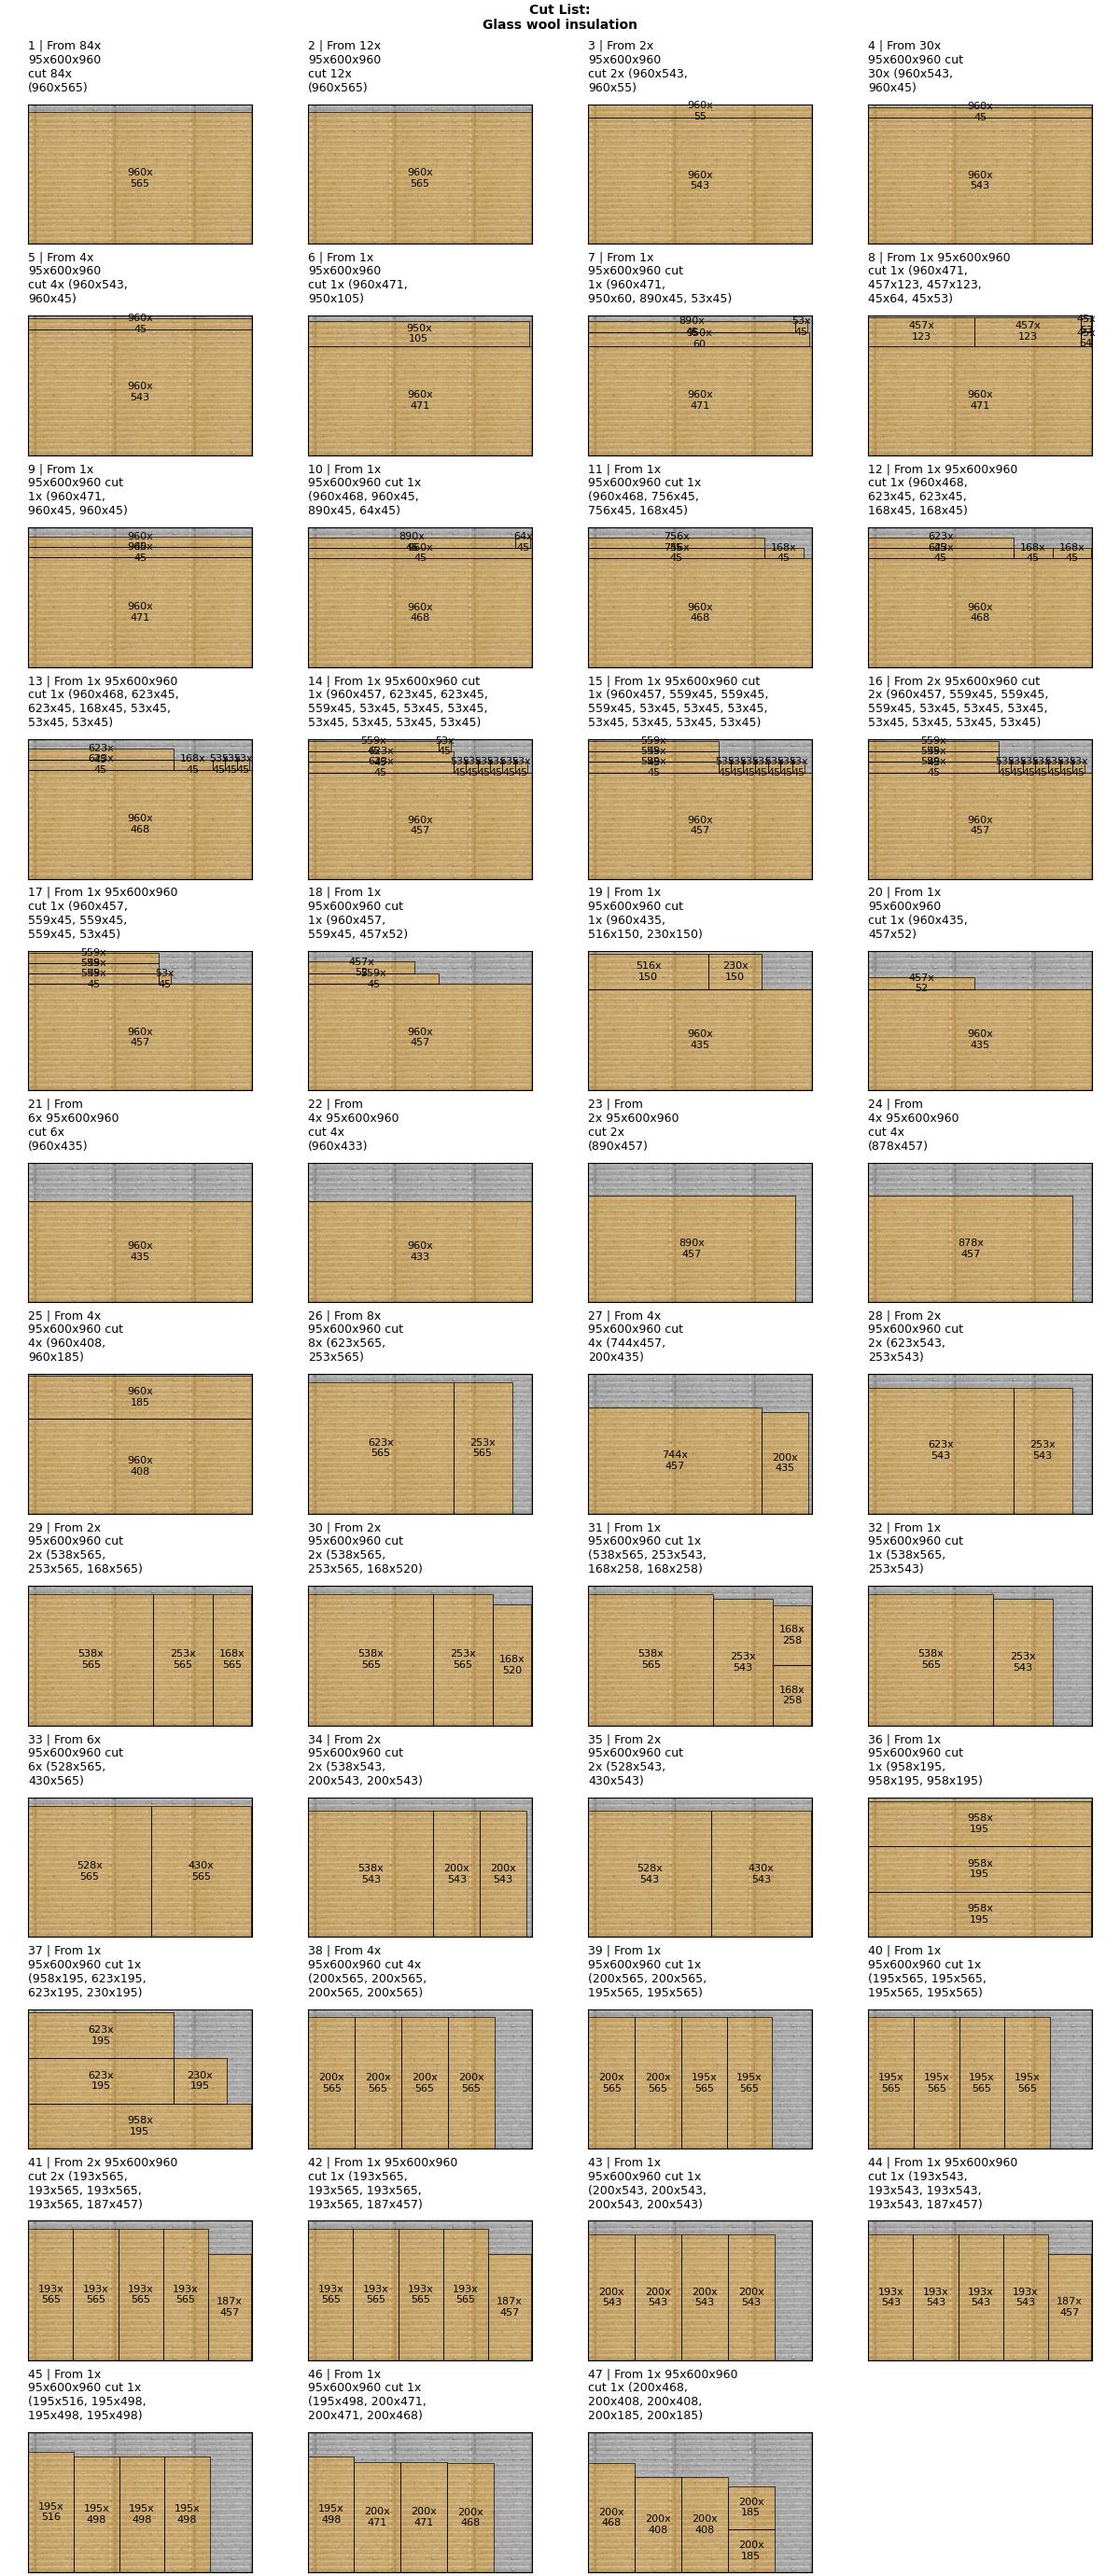 Cut List:
Glass wool insulation
1 | From 84x
95x600x960
cut 84x
(960x565)
960x
565
2 | From 12x
95x600x960
cut 12x
(960x565)
960x
565
3 | From 2x
95x600x960
cut 2x (960x543,
960x55)
960x
55
960x
543
4 | From 30x
95x600x960 cut
30x (960x543,
960x45)
960x
45
960x
543
5 | From 4x
95x600x960
cut 4x (960x543,
960x45)
960x
45
960x
543
6 | From 1x
95x600x960
cut 1x (960x471,
950x105)
950x
105
960x
471
7 | From 1x
95x600x960 cut
1x (960x471,
950x60, 890x45, 53x45)
890x
53x
45
60
960x
471
8 | From 1x 95x600x960
cut 1x (960x471,
457x123, 457x123,
45x64, 45x53)
457x
123
457x
123
960x
471
9 | From 1x
95x600x960 cut
1x (960x471,
960x45, 960x45)
960x
45
960x
471
10 | From 1x
95x600x960 cut 1x
(960x468, 960x45,
890x45, 64x45)
890x
64x
45
45
960x
468
11 | From 1x
95x600x960 cut 1x
(960x468, 756x45,
756x45, 168x45)
756x
45
168x
45
960x
468
12 | From 1x 95x600x960
cut 1x (960x468,
623x45, 623x45,
168x45, 168x45)
623x
45
168x
45
168x
45
960x
468
13 | From 1x 95x600x960
cut 1x (960x468, 623x45,
623x45, 168x45, 53x45,
53x45, 53x45)
623x
45
168x
45
960x
468
14 | From 1x 95x600x960 cut
1x (960x457, 623x45, 623x45,
559x45, 53x45, 53x45, 53x45,
53x45, 53x45, 53x45, 53x45)
559x
53x
45
45
960x
457
15 | From 1x 95x600x960 cut
1x (960x457, 559x45, 559x45,
559x45, 53x45, 53x45, 53x45,
53x45, 53x45, 53x45, 53x45)
559x
45
960x
457
16 | From 2x 95x600x960 cut
2x (960x457, 559x45, 559x45,
559x45, 53x45, 53x45, 53x45,
53x45, 53x45, 53x45, 53x45)
559x
45
960x
457
17 | From 1x 95x600x960
cut 1x (960x457,
559x45, 559x45,
559x45, 53x45)
559x
45
53x
45
960x
457
18 | From 1x
95x600x960 cut
1x (960x457,
559x45, 457x52)
457x
45
960x
457
19 | From 1x
95x600x960 cut
1x (960x435,
516x150, 230x150)
516x
150
230x
150
960x
435
20 | From 1x
95x600x960
cut 1x (960x435,
457x52)
457x
52
960x
435
21 | From
6x 95x600x960
cut 6x
(960x435)
960x
435
22 | From
4x 95x600x960
cut 4x
(960x433)
960x
433
23 | From
2x 95x600x960
cut 2x
(890x457)
890x
457
24 | From
4x 95x600x960
cut 4x
(878x457)
878x
457
25 | From 4x
95x600x960 cut
4x (960x408,
960x185)
960x
185
960x
408
26 | From 8x
95x600x960 cut
8x (623x565,
253x565)
623x
565
253x
565
27 | From 4x
95x600x960 cut
4x (744x457,
200x435)
744x
457
200x
435
28 | From 2x
95x600x960 cut
2x (623x543,
253x543)
623x
543
253x
543
29 | From 2x
95x600x960 cut
2x (538x565,
253x565, 168x565)
538x
565
253x
565
168x
565
30 | From 2x
95x600x960 cut
2x (538x565,
253x565, 168x520)
538x
565
253x
565
168x
520
31 | From 1x
95x600x960 cut 1x
(538x565, 253x543,
168x258, 168x258)
538x
565
253x
543
168x
258
168x
258
32 | From 1x
95x600x960 cut
1x (538x565,
253x543)
538x
565
253x
543
33 | From 6x
95x600x960 cut
6x (528x565,
430x565)
528x
565
430x
565
34 | From 2x
95x600x960 cut
2x (538x543,
200x543, 200x543)
538x
543
200x
543
200x
543
35 | From 2x
95x600x960 cut
2x (528x543,
430x543)
528x
543
430x
543
36 | From 1x
95x600x960 cut
1x (958x195,
958x195, 958x195)
958x
195
958x
195
958x
195
37 | From 1x
95x600x960 cut 1x
(958x195, 623x195,
623x195, 230x195)
623x
195
623x
195
230x
195
958x
195
38 | From 4x
95x600x960 cut 4x
(200x565, 200x565,
200x565, 200x565)
200x
565
200x
565
200x
565
200x
565
39 | From 1x
95x600x960 cut 1x
(200x565, 200x565,
195x565, 195x565)
200x
565
200x
565
195x
565
195x
565
40 | From 1x
95x600x960 cut 1x
(195x565, 195x565,
195x565, 195x565)
195x
565
195x
565
195x
565
195x
565
41 | From 2x 95x600x960
cut 2x (193x565,
193x565, 193x565,
193x565, 187x457)
193x
565
193x
565
193x
565
193x
565
187x
457
42 | From 1x 95x600x960
cut 1x (193x565,
193x565, 193x565,
193x565, 187x457)
193x
565
193x
565
193x
565
193x
565
187x
457
43 | From 1x
95x600x960 cut 1x
(200x543, 200x543,
200x543, 200x543)
200x
543
200x
543
200x
543
200x
543
44 | From 1x 95x600x960
cut 1x (193x543,
193x543, 193x543,
193x543, 187x457)
193x
543
193x
543
193x
543
193x
543
187x
457
45 | From 1x
95x600x960 cut 1x
(195x516, 195x498,
195x498, 195x498)
195x
516
195x
498
195x
498
195x
498
46 | From 1x
95x600x960 cut 1x
(195x498, 200x471,
200x471, 200x468)
195x
498
200x
471
200x
471
200x
468
47 | From 1x 95x600x960
cut 1x (200x468,
200x408, 200x408,
200x185, 200x185)
200x
468
200x
408
200x
408
200x
185
200x
185